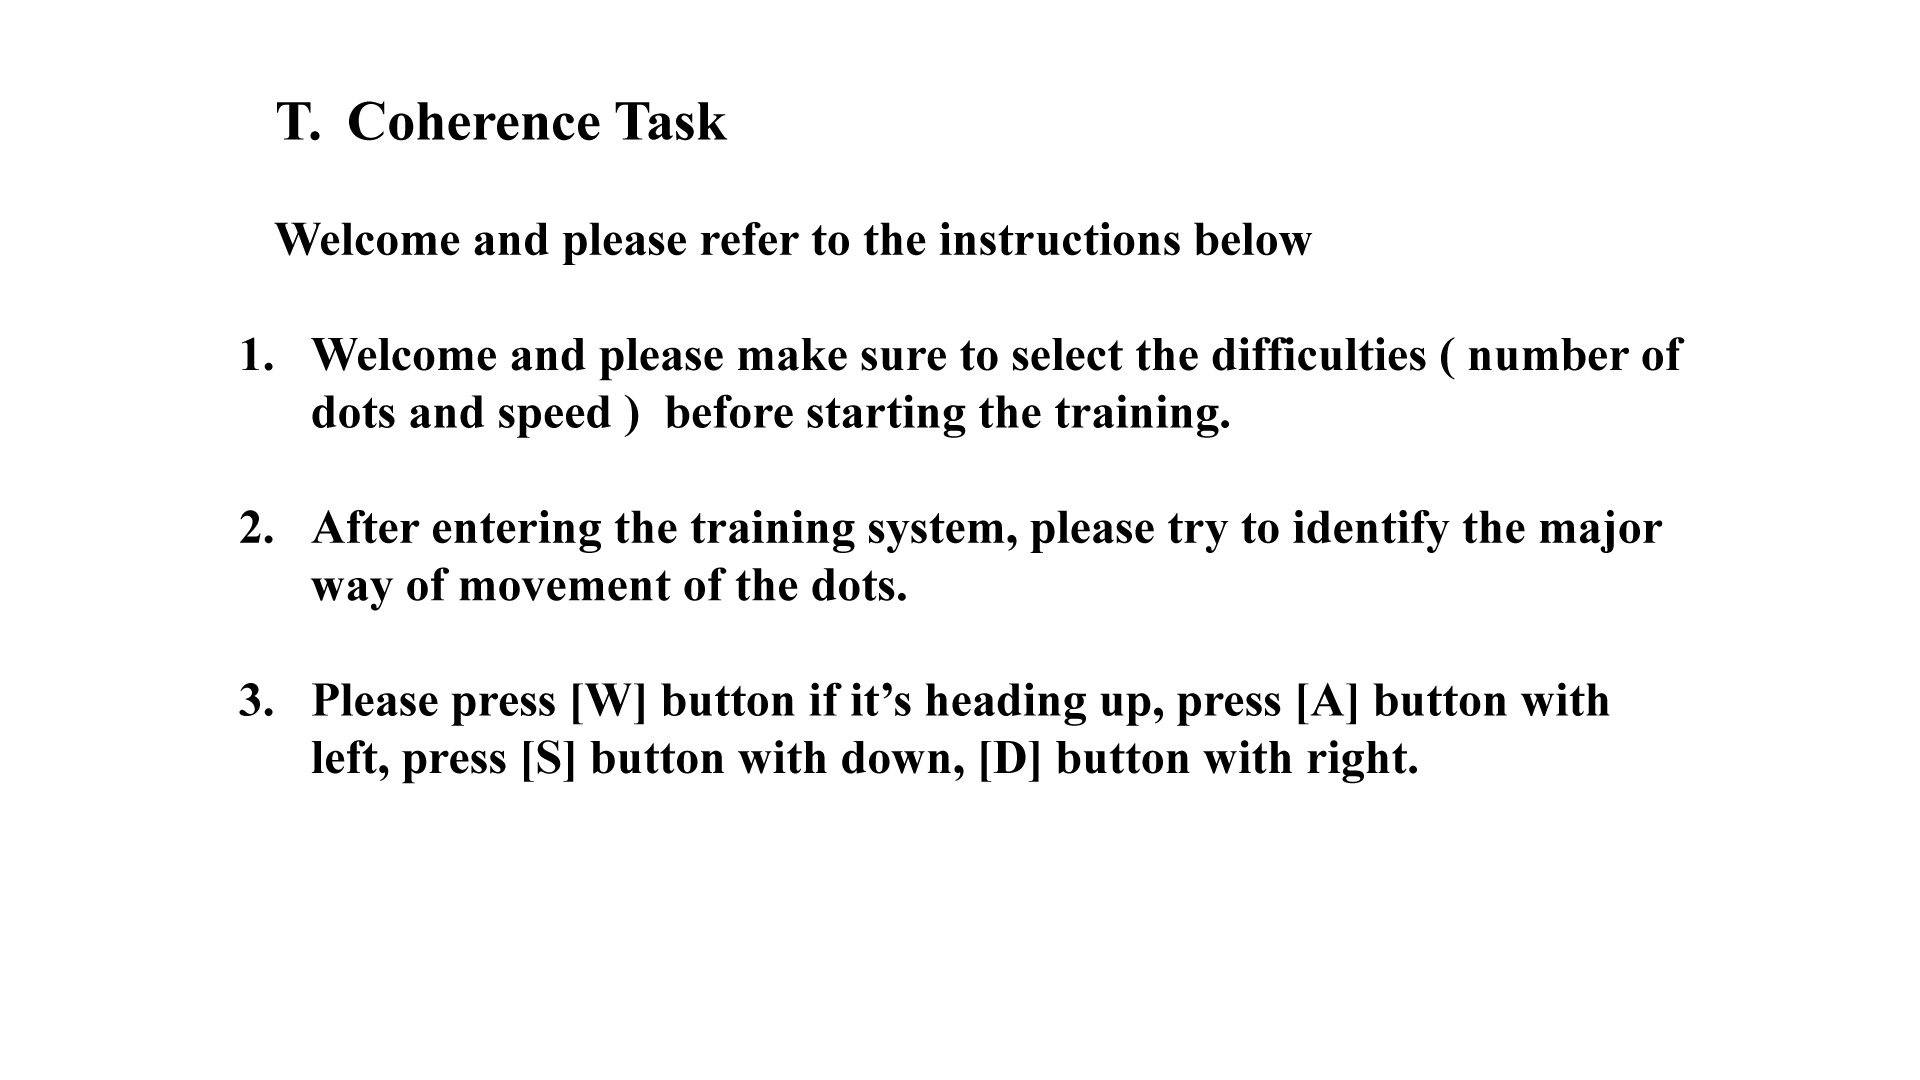 T. Coherence Task
Welcome and please refer to the instructions below
1. Welcome and please make sure to select the difficulties ( number of
dots and speed ) before starting the training.
2. After entering the training system, please try to identify the major
way of movement of the dots.
3. Please press [W] button if it’s heading up, press [A] button with
left, press [S] button with down, [D] button with right.